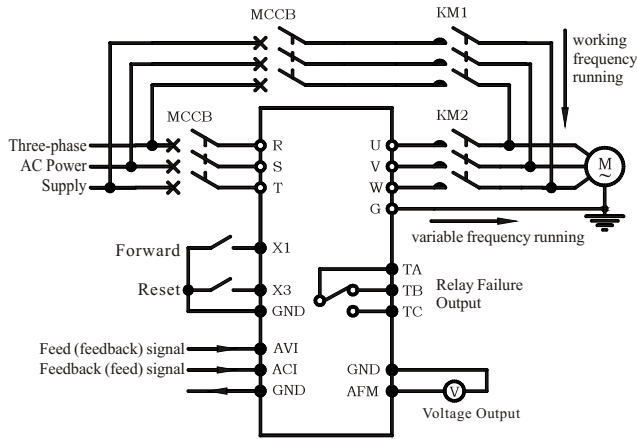 MCCB
KM1
working
frequency
running
MCCB
KM2
Three-phase
AC Power
Supply
R
S
T
U
V
W
G
M
~
variable frequency running
Forward
X1
Reset
X3
GND
TA
TB
TC
Relay Failure
Output
Feed (feedback) signal
AVI
Feedback (feed) signal
ACI
GND
GND
AFM
V
Voltage Output